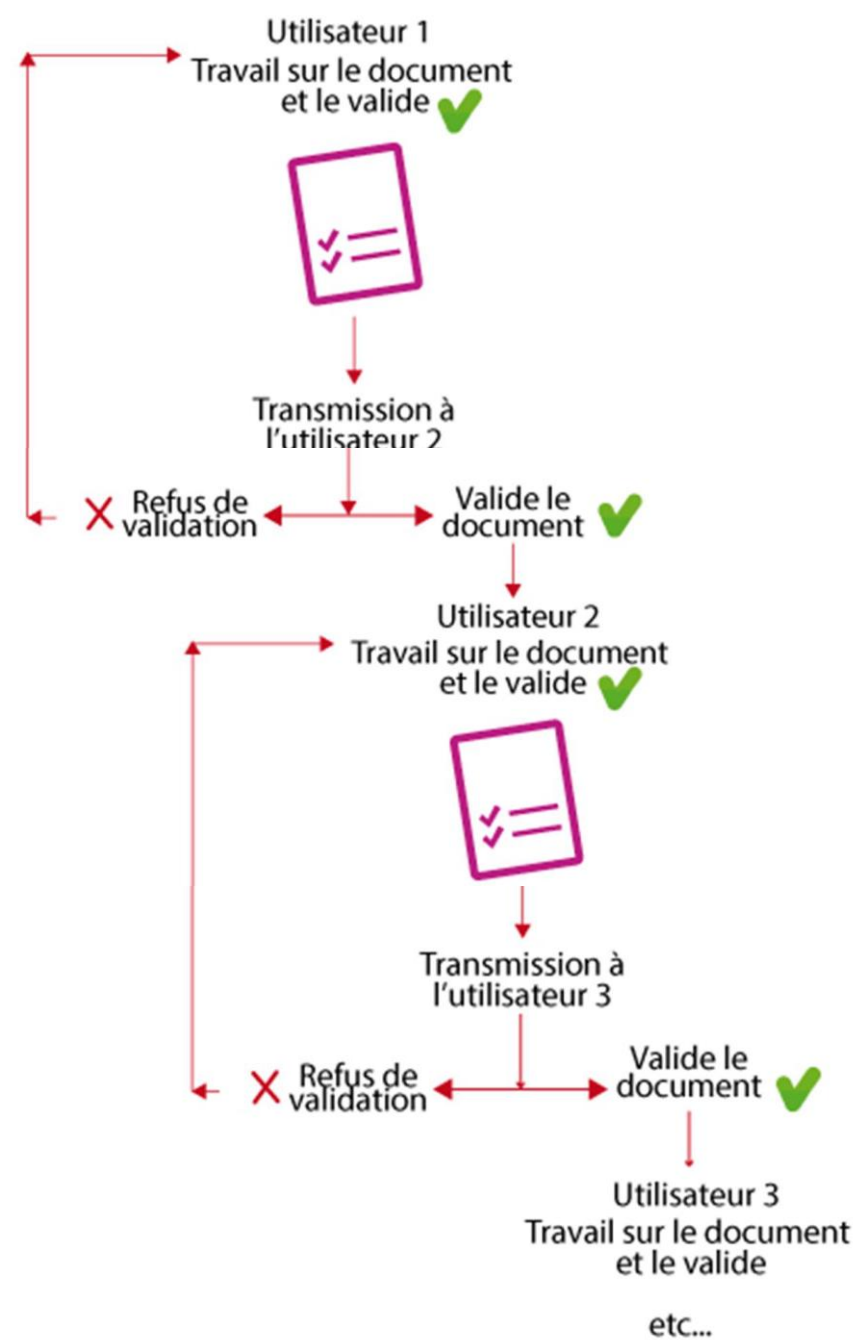 Utilisateur 1
Travail sur le document
et le valide
Transmission à
l'utilisateur 2
Refus de
validation
Valide le
document
Utilisateur 2
Travail sur le document
et le valide
Transmission à
l'utilisateur 3
Refus de
validation
Valide le
document
Utilisateur 3
Travail sur le document
et le valide
etc...